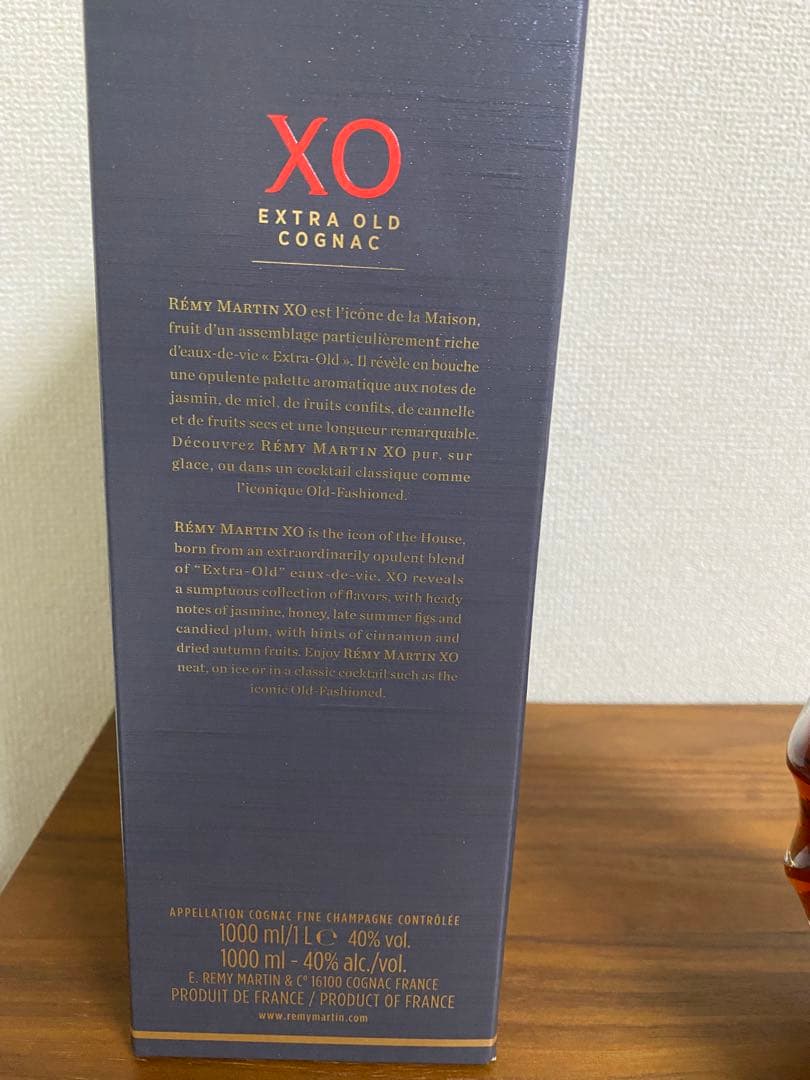 XO
EXTRA OLD
COGNAC
RÉMY MARTIN XO est l'icône de la Maison,
fruit d'un assemblage particulièrement riche
d'eaux-de-vie « Extra-Old ». Il révèle en bouche
une opulente palette aromatique aux notes de
jasmin, de miel, de fruits confits, de cannelle
et de fruits secs et une longueur remarquable.
Découvrez RÉMY MARTIN XO pur, sur
glace, ou dans un cocktail classique comme
l'iconique Old-Fashioned.
RÉMY MARTIN XO is the icon of the House,
born from an extraordinarily opulent blend
of "Extra-Old" eaux-de-vie. XO reveals
a sumptuous collection of flavors, with heady
notes of jasmine, honey, late summer figs and
candied plum, with hints of cinnamon and
dried autumn fruits. Enjoy RÉMY MARTIN XO
neat, on ice or in a classic cocktail such as the
iconic Old-Fashioned.
APPELLATION COGNAC FINE CHAMPAGNE CONTRÔLÉE
1000 ml/1 L ℮ 40% vol.
1000 ml - 40% alc./vol.
E. REMY MARTIN & C° 16100 COGNAC FRANCE
PRODUIT DE FRANCE / PRODUCT OF FRANCE
www.remymartin.com